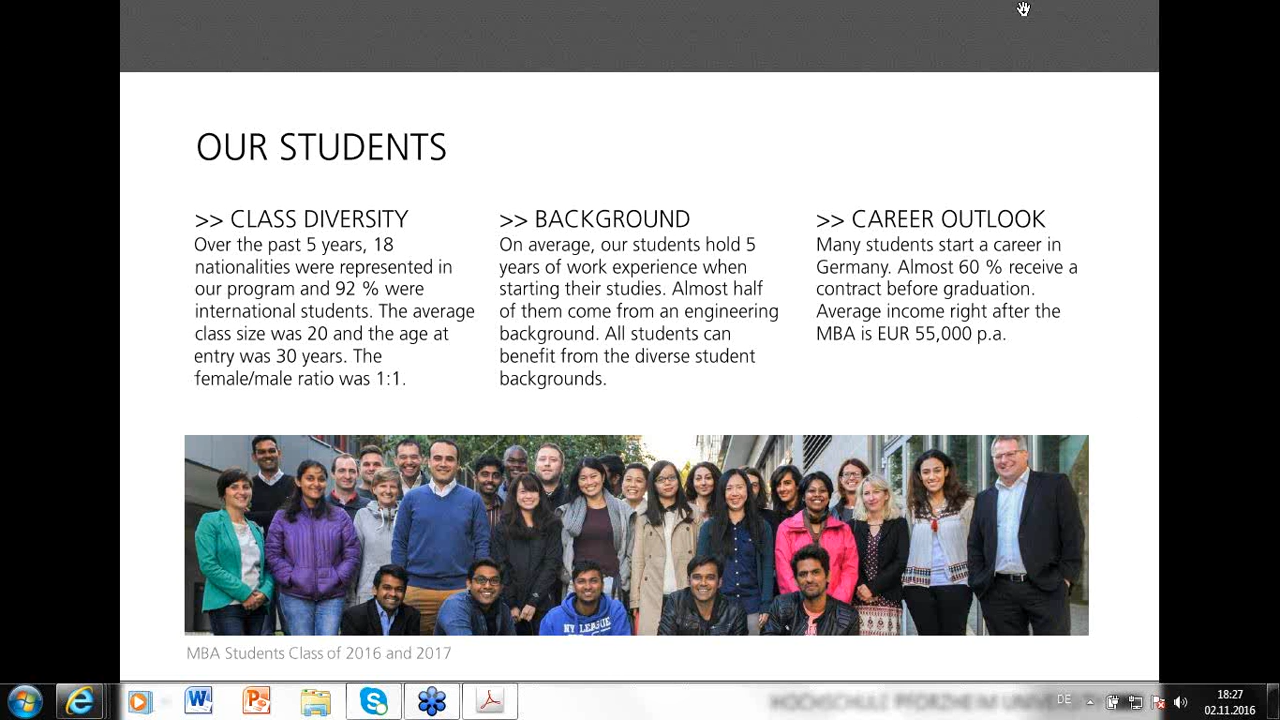 OUR STUDENTS
>> CLASS DIVERSITY
Over the past 5 years, 18
nationalities were represented in
our program and 92 % were
international students. The average
class size was 20 and the age at
entry was 30 years. The
female/male ratio was 1:1.
>> BACKGROUND
On average, our students hold 5
years of work experience when
starting their studies. Almost half
of them come from an engineering
background. All students can
benefit from the diverse student
backgrounds.
>> CAREER OUTLOOK
Many students start a career in
Germany. Almost 60 % receive a
contract before graduation.
Average income right after the
MBA is EUR 55,000 p.a.
NY LEAGUE
MBA Students Class of 2016 and 2017
DE
18:27
02.11.2016